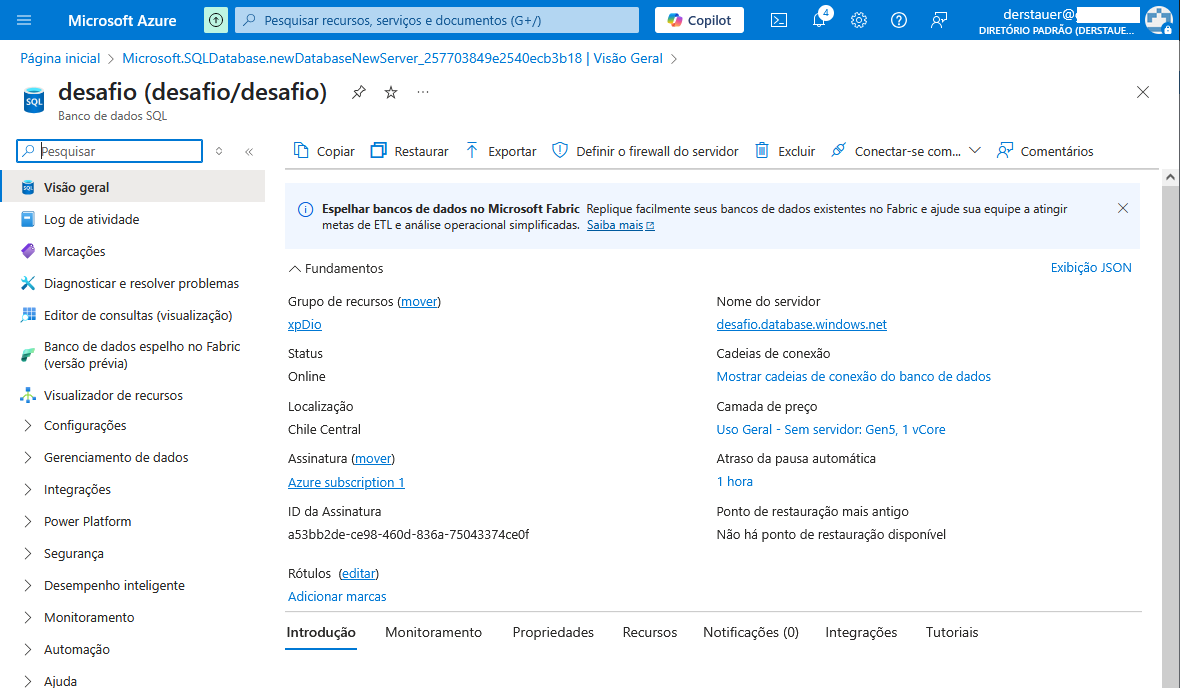 Microsoft Azure
Pesquisar recursos, serviços e documentos (G+/)
Copilot
4
derstauer@
DIRETÓRIO PADRÃO (DERSTAUE...
Página inicial > Microsoft.SQLDatabase.newDatabaseNewServer_257703849e2540ecb3b18 | Visão Geral >
SQL
desafio (desafio/desafio)
Banco de dados SQL
Pesquisar
Copiar
Restaurar
Exportar
Definir o firewall do servidor
Excluir
Conectar-se com...
Comentários
Visão geral
Log de atividade
Marcações
Diagnosticar e resolver problemas
Editor de consultas (visualização)
Banco de dados espelho no Fabric
(versão prévia)
Visualizador de recursos
Configurações
Gerenciamento de dados
Integrações
Power Platform
Segurança
Desempenho inteligente
Monitoramento
Automação
Ajuda
Espelhar bancos de dados no Microsoft Fabric Replique facilmente seus bancos de dados existentes no Fabric e ajude sua equipe a atingir
metas de ETL e análise operacional simplificadas. Saiba mais
Fundamentos
Exibição JSON
Grupo de recursos (mover)
xpDio
Status
Online
Localização
Chile Central
Assinatura (mover)
Azure subscription 1
ID da Assinatura
a53bb2de-ce98-460d-836a-75043374ce0f
Rótulos (editar)
Adicionar marcas
Nome do servidor
desafio.database.windows.net
Cadeias de conexão
Mostrar cadeias de conexão do banco de dados
Camada de preço
Uso Geral - Sem servidor: Gen5, 1 vCore
Atraso da pausa automática
1 hora
Ponto de restauração mais antigo
Não há ponto de restauração disponível
Introdução
Monitoramento
Propriedades
Recursos
Notificações (0)
Integrações
Tutoriais